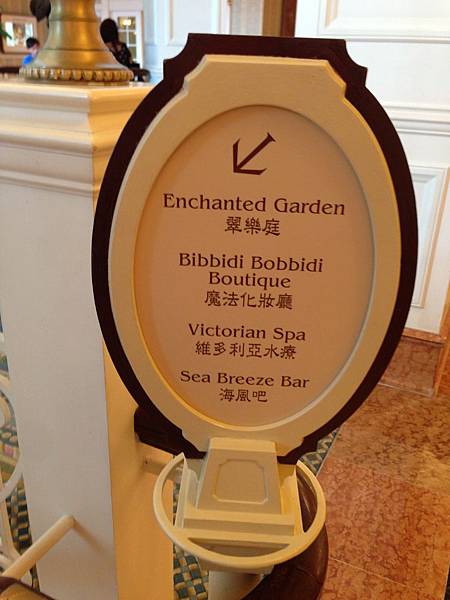 Enchanted Garden
翠樂庭
Bibbidi Bobbidi
Boutique
魔法化妝廳
Victorian Spa
維多利亞水療
Sea Breeze Bar
海風吧